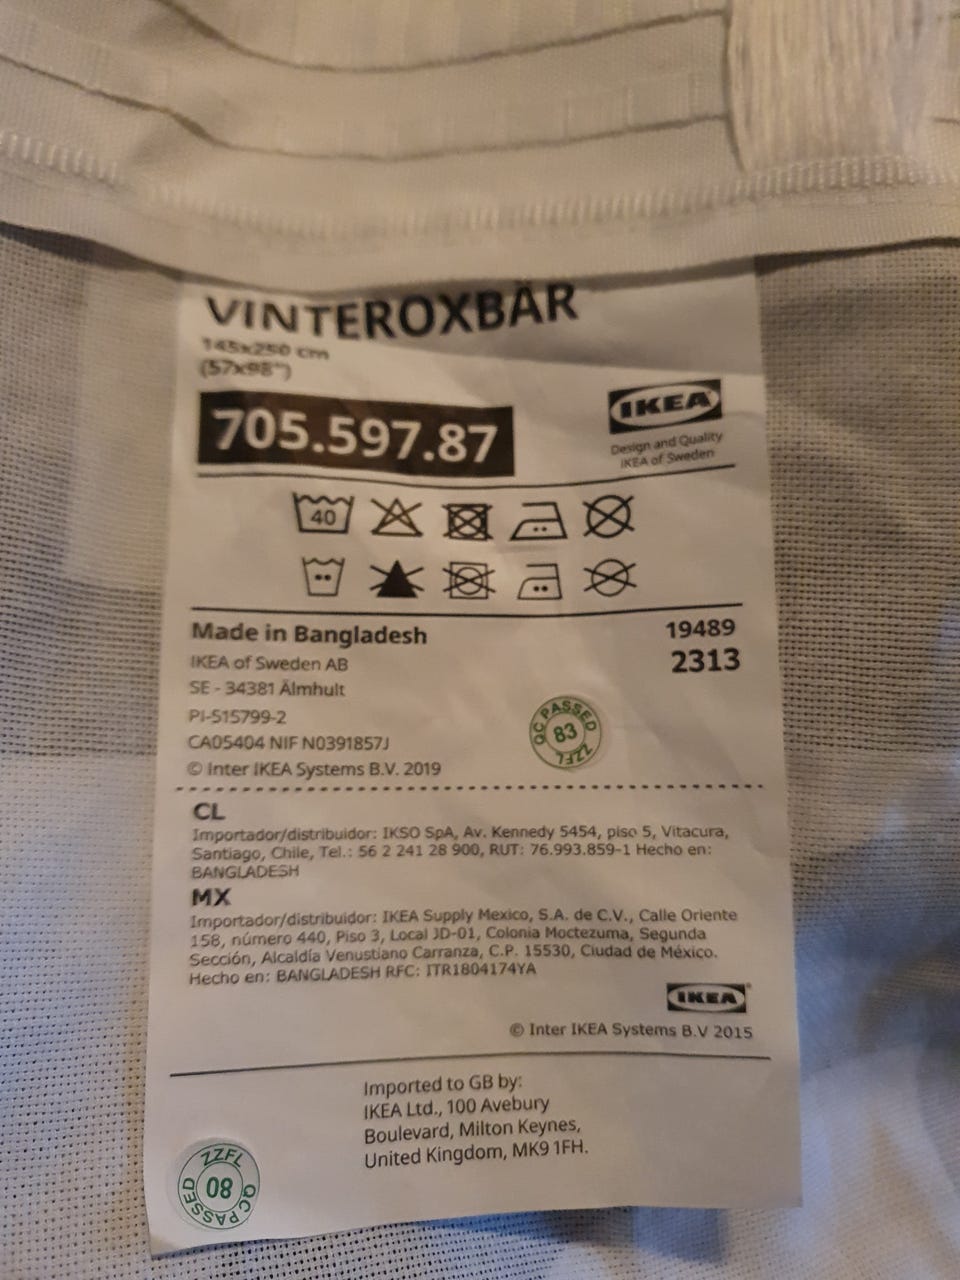 VINTEROXBÄR
145x250 cm
(57x98")
705.597.87
IKEA
Design and Quality
IKEA of Sweden
40
Made in Bangladesh
19489
IKEA of Sweden AB
2313
SE - 34381 Älmhult
PI-515799-2
CA05404 NIF N0391857J
© Inter IKEA Systems B.V. 2019
QC PASSED
83
ZZFL
CL
Importador/distribuidor: IKSO SpA, Av. Kennedy 5454, piso 5, Vitacura,
Santiago, Chile, Tel.: 56 2 241 28 900, RUT: 76.993.859-1 Hecho en:
BANGLADESH
MX
Importador/distribuidor: IKEA Supply Mexico, S.A. de C.V., Calle Oriente
158, número 440, Piso 3, Local JD-01, Colonia Moctezuma, Segunda
Sección, Alcaldía Venustiano Carranza, C.P. 15530, Ciudad de México.
Hecho en: BANGLADESH RFC: ITR1804174YA
IKEA®
© Inter IKEA Systems B.V 2015
Imported to GB by:
IKEA Ltd., 100 Avebury
Boulevard, Milton Keynes,
United Kingdom, MK9 1FH.
ZZFL
08
QC PASSED